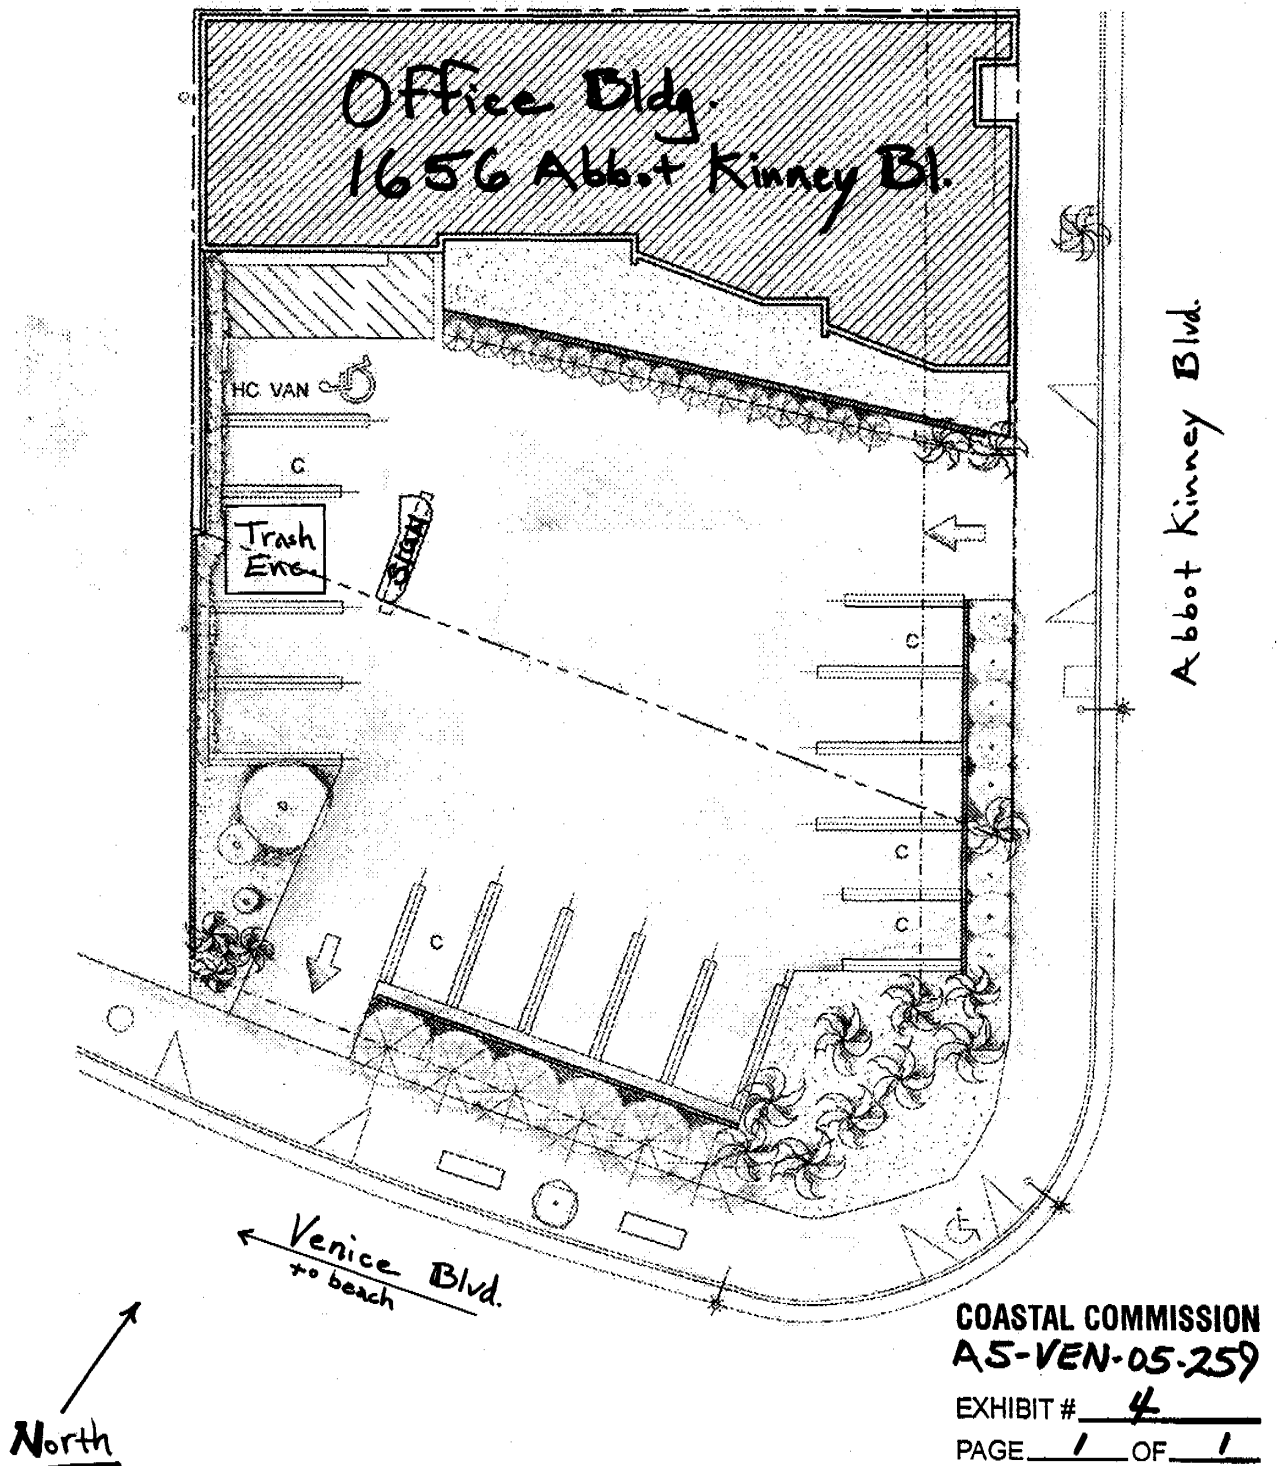 Office Bldg.
1656 Abbot Kinney Bl.
HC VAN
C
Trash
Enc.
SIGN
C
C
C
C
Abbot Kinney Blvd.
Venice Blvd.
to beach
North
COASTAL COMMISSION
A5-VEN-05-259
EXHIBIT # 4
PAGE 1 OF 1